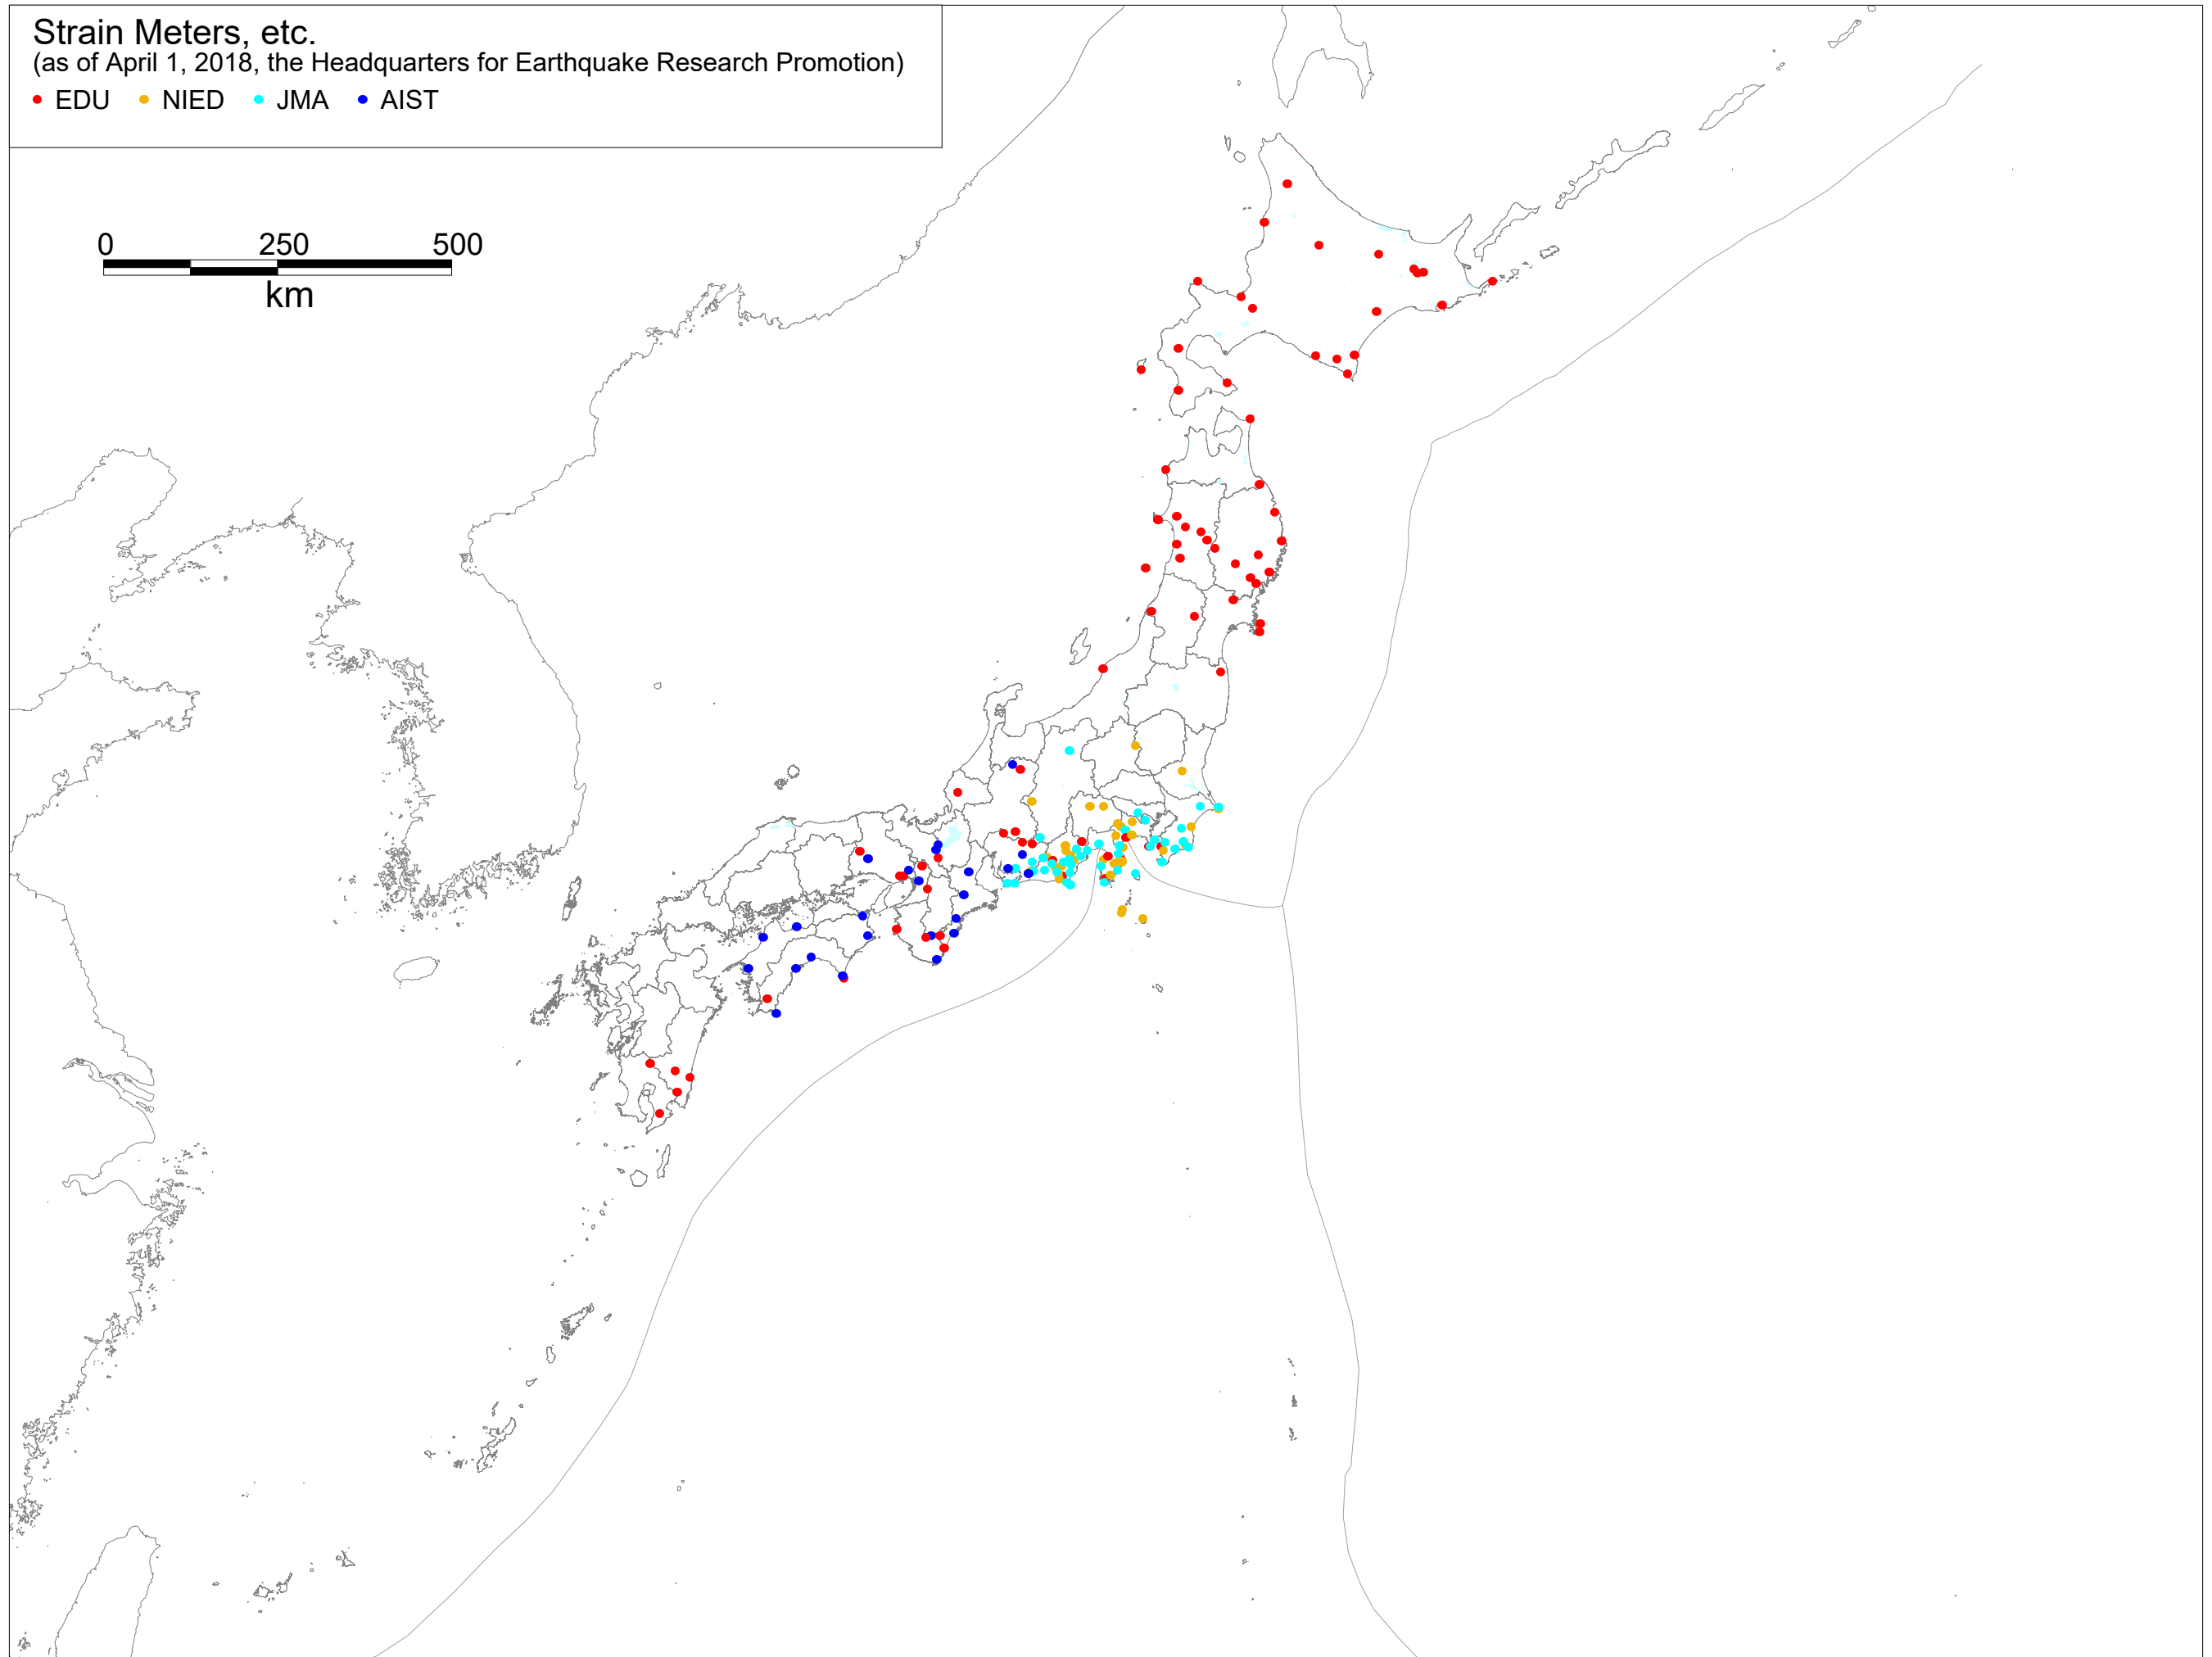 Strain Meters, etc.
(as of April 1, 2018, the Headquarters for Earthquake Research Promotion)
EDU NIED JMA AIST
0 250 500
km